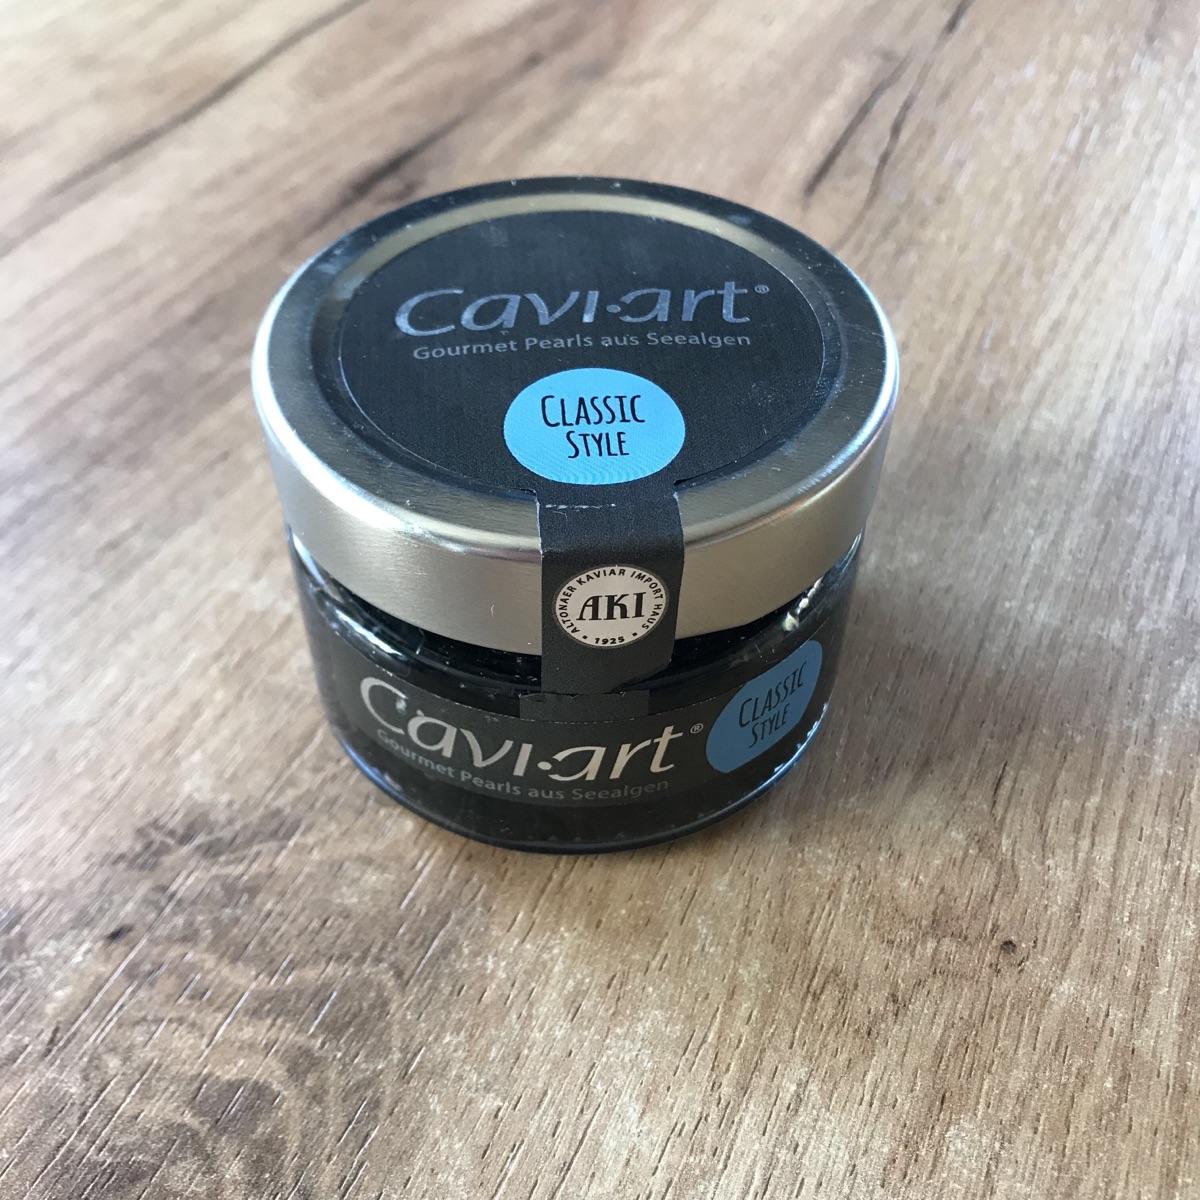 Cavi·art®
Gourmet Pearls aus Seealgen
CLASSIC
STYLE
ALTONAER KAVIAR IMPORT HAUS
AKI
• 1925 •
Cavi·art®
Gourmet Pearls aus Seealgen
CLASSIC
STYLE